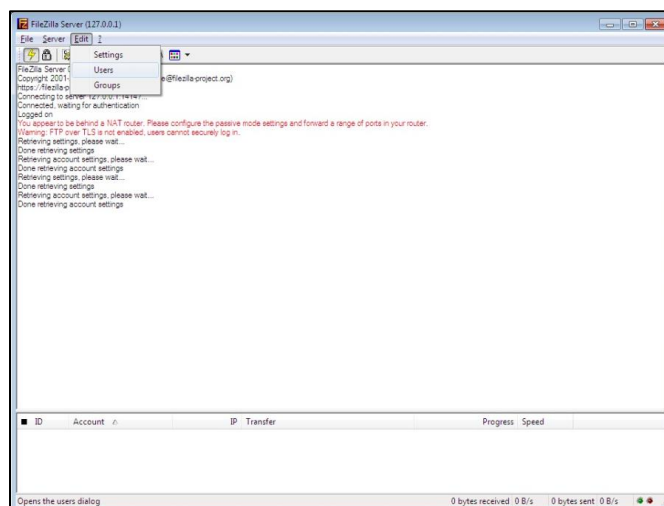 FileZilla Server (127.0.0.1)
File Server Edit ?
Settings
Users
Groups
FileZilla Server
Copyright 2001- e@filezilla-project.org)
https://filezilla-p
Connecting to server 127.0.0.1:14147...
Connected, waiting for authentication
Logged on
You appear to be behind a NAT router. Please configure the passive mode settings and forward a range of ports in your router.
Warning: FTP over TLS is not enabled, users cannot securely log in.
Retrieving settings, please wait...
Done retrieving settings
Retrieving account settings, please wait...
Done retrieving account settings
Retrieving settings, please wait...
Done retrieving settings
Retrieving account settings, please wait...
Done retrieving account settings
ID Account IP Transfer Progress Speed
Opens the users dialog 0 bytes received 0 B/s 0 bytes sent 0 B/s